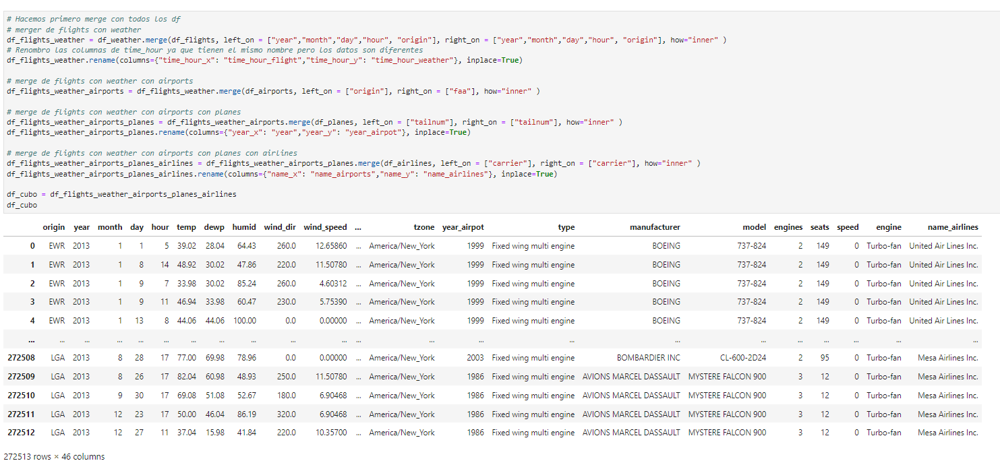 # Hacemos primero merge con todos los df
# merger de flights con weather
df_flights_weather = df_weather.merge(df_flights, left_on = ["year","month","day","hour", "origin"], right_on = ["year","month","day","hour", "origin"], how="inner" )
# Renombro las columnas de time_hour ya que tienen el mismo nombre pero los datos son diferentes
df_flights_weather.rename(columns={"time_hour_x": "time_hour_flight","time_hour_y": "time_hour_weather"}, inplace=True)
# merge de flights con weather con airports
df_flights_weather_airports = df_flights_weather.merge(df_airports, left_on = ["origin"], right_on = ["faa"], how="inner" )
# merge de flights con weather con airports con planes
df_flights_weather_airports_planes = df_flights_weather_airports.merge(df_planes, left_on = ["tailnum"], right_on = ["tailnum"], how="inner" )
df_flights_weather_airports_planes.rename(columns={"year_x": "year","year_y": "year_airpot"}, inplace=True)
# merge de flights con weather con airports con planes con airlines
df_flights_weather_airports_planes_airlines = df_flights_weather_airports_planes.merge(df_airlines, left_on = ["carrier"], right_on = ["carrier"], how="inner" )
df_flights_weather_airports_planes_airlines.rename(columns={"name_x": "name_airports","name_y": "name_airlines"}, inplace=True)
df_cubo = df_flights_weather_airports_planes_airlines
df_cubo
origin year month day hour temp dewp humid wind_dir wind_speed ... tzone year_airpot type manufacturer model engines seats speed engine name_airlines
0 EWR 2013 1 1 5 39.02 28.04 64.43 260.0 12.65860 ... America/New_York 1999 Fixed wing multi engine BOEING 737-824 2 149 0 Turbo-fan United Air Lines Inc.
1 EWR 2013 1 8 14 48.92 30.02 47.86 220.0 11.50780 ... America/New_York 1999 Fixed wing multi engine BOEING 737-824 2 149 0 Turbo-fan United Air Lines Inc.
2 EWR 2013 1 9 7 33.98 30.02 85.24 260.0 4.60312 ... America/New_York 1999 Fixed wing multi engine BOEING 737-824 2 149 0 Turbo-fan United Air Lines Inc.
3 EWR 2013 1 9 11 46.94 33.98 60.47 230.0 5.75390 ... America/New_York 1999 Fixed wing multi engine BOEING 737-824 2 149 0 Turbo-fan United Air Lines Inc.
4 EWR 2013 1 13 8 44.06 44.06 100.00 0.0 0.00000 ... America/New_York 1999 Fixed wing multi engine BOEING 737-824 2 149 0 Turbo-fan United Air Lines Inc.
... ... ... ... ... ... ... ... ... ... ... ... ... ... ... ... ... ... ... ... ...
272508 LGA 2013 8 28 17 77.00 69.98 78.96 0.0 0.00000 ... America/New_York 2003 Fixed wing multi engine BOMBARDIER INC CL-600-2D24 2 95 0 Turbo-fan Mesa Airlines Inc.
272509 LGA 2013 8 26 17 82.04 60.98 48.93 250.0 11.50780 ... America/New_York 1986 Fixed wing multi engine AVIONS MARCEL DASSAULT MYSTERE FALCON 900 3 12 0 Turbo-fan Mesa Airlines Inc.
272510 LGA 2013 9 30 17 69.08 51.08 52.67 180.0 6.90468 ... America/New_York 1986 Fixed wing multi engine AVIONS MARCEL DASSAULT MYSTERE FALCON 900 3 12 0 Turbo-fan Mesa Airlines Inc.
272511 LGA 2013 12 23 17 50.00 46.04 86.19 320.0 6.90468 ... America/New_York 1986 Fixed wing multi engine AVIONS MARCEL DASSAULT MYSTERE FALCON 900 3 12 0 Turbo-fan Mesa Airlines Inc.
272512 LGA 2013 12 27 11 37.04 15.98 41.84 220.0 10.35700 ... America/New_York 1986 Fixed wing multi engine AVIONS MARCEL DASSAULT MYSTERE FALCON 900 3 12 0 Turbo-fan Mesa Airlines Inc.
272513 rows × 46 columns